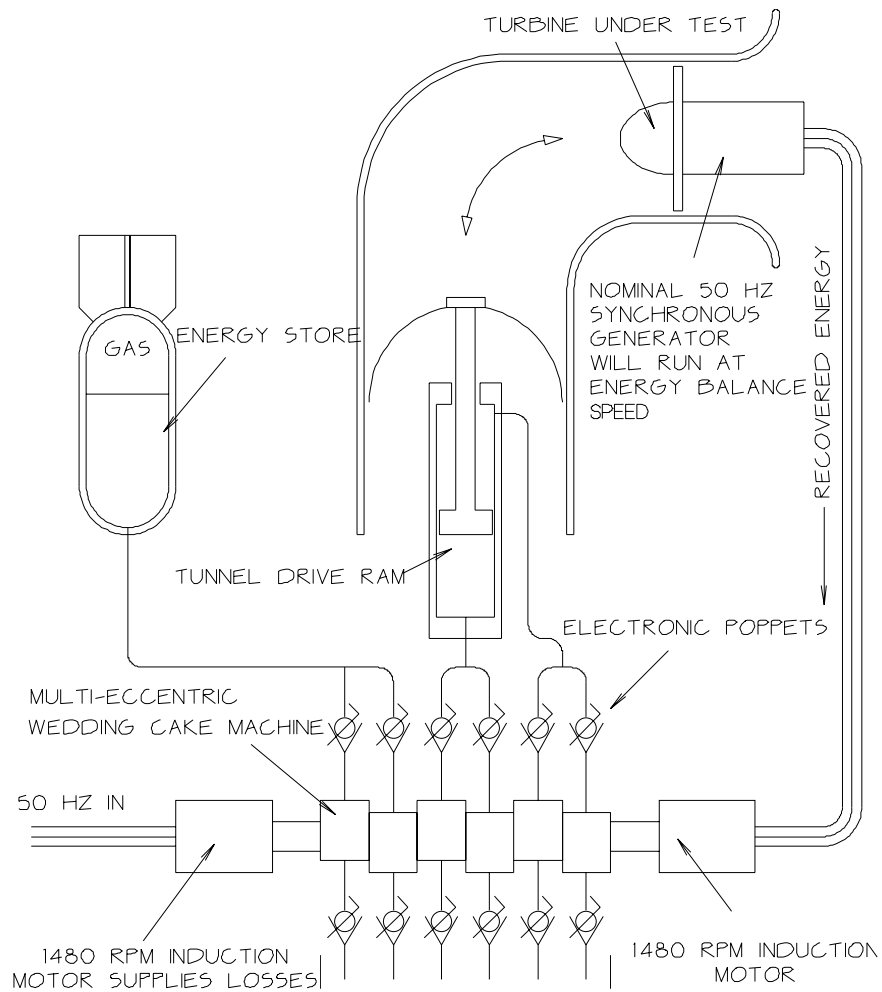 TURBINE UNDER TEST
GAS
ENERGY STORE
NOMINAL 50 HZ
SYNCHRONOUS
GENERATOR
WILL RUN AT
ENERGY BALANCE
SPEED
RECOVERED ENERGY
TUNNEL DRIVE RAM
ELECTRONIC POPPETS
MULTI-ECCENTRIC
WEDDING CAKE MACHINE
50 HZ IN
1480 RPM INDUCTION
MOTOR SUPPLIES LOSSES
1480 RPM INDUCTION
MOTOR